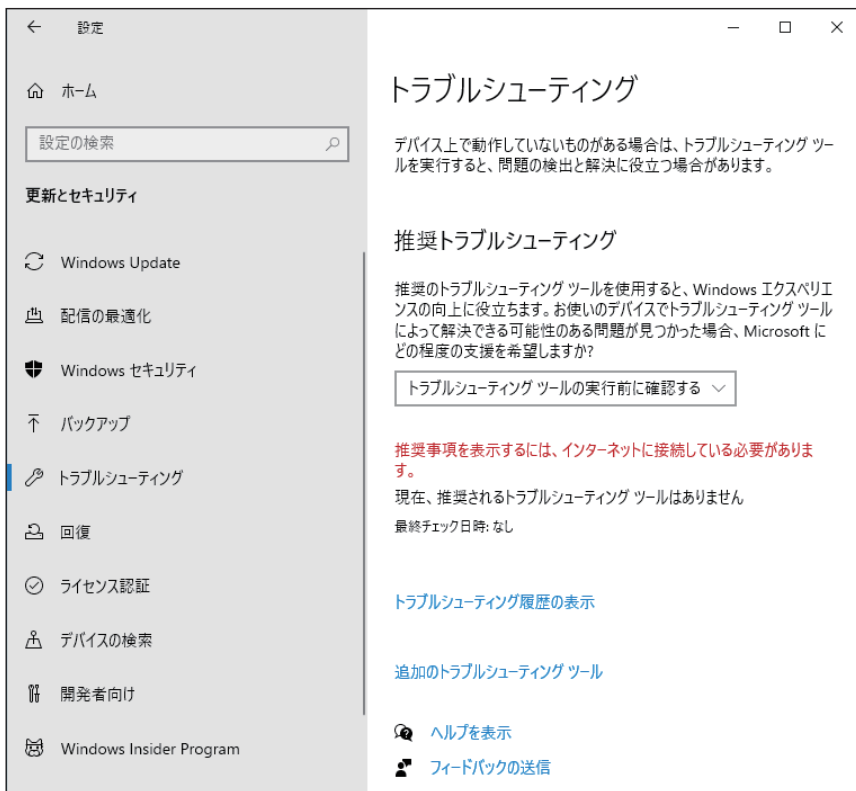 設定
ホーム
設定の検索
更新とセキュリティ
Windows Update
配信の最適化
Windows セキュリティ
バックアップ
トラブルシューティング
回復
ライセンス認証
デバイスの検索
開発者向け
Windows Insider Program
トラブルシューティング
デバイス上で動作していないものがある場合は、トラブルシューティング ツー
ルを実行すると、問題の検出と解決に役立つ場合があります。
推奨トラブルシューティング
推奨のトラブルシューティング ツールを使用すると、Windows エクスペリエ
ンスの向上に役立ちます。お使いのデバイスでトラブルシューティング ツール
によって解決できる可能性のある問題が見つかった場合、Microsoft に
どの程度の支援を希望しますか?
トラブルシューティング ツールの実行前に確認する
推奨事項を表示するには、インターネットに接続している必要がありま
す。
現在、推奨されるトラブルシューティング ツールはありません
最終チェック日時: なし
トラブルシューティング履歴の表示
追加のトラブルシューティング ツール
ヘルプを表示
フィードバックの送信